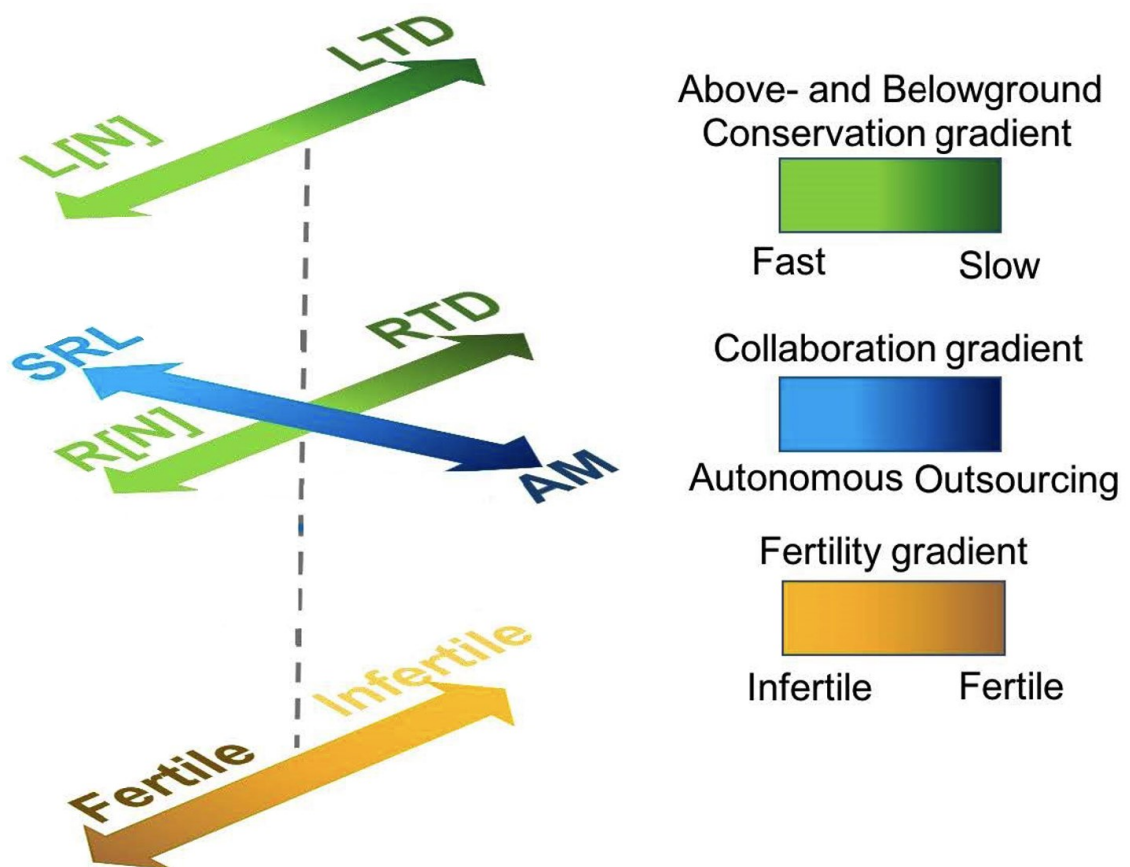 LTD
L[N]
SRL
RTD
R[N]
AM
Infertile
Fertile
Above- and Belowground
Conservation gradient
Fast Slow
Collaboration gradient
Autonomous Outsourcing
Fertility gradient
Infertile Fertile